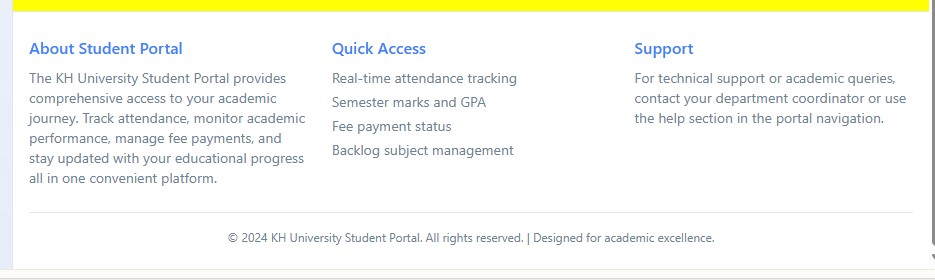 About Student Portal
The KH University Student Portal provides
comprehensive access to your academic
journey. Track attendance, monitor academic
performance, manage fee payments, and
stay updated with your educational progress
all in one convenient platform.
Quick Access
Real-time attendance tracking
Semester marks and GPA
Fee payment status
Backlog subject management
Support
For technical support or academic queries,
contact your department coordinator or use
the help section in the portal navigation.
© 2024 KH University Student Portal. All rights reserved. | Designed for academic excellence.